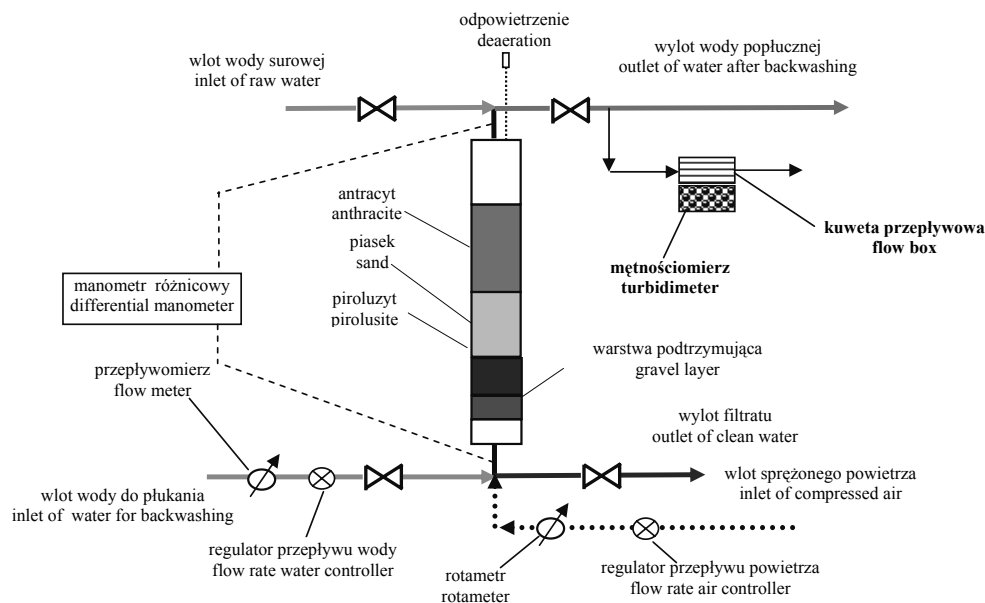 odpowietrzenie
deaeration
wlot wody surowej
inlet of raw water
wylot wody popłucznej
outlet of water after backwashing
antracyt
anthracite
piasek
sand
piroluzyt
pirolusite
kuweta przepływowa
flow box
mętnościomierz
turbidimeter
manometr różnicowy
differential manometer
warstwa podtrzymująca
gravel layer
przepływomierz
flow meter
wylot filtratu
outlet of clean water
wlot sprężonego powietrza
inlet of compressed air
wlot wody do płukania
inlet of water for backwashing
regulator przepływu wody
flow rate water controller
rotametr
rotameter
regulator przepływu powietrza
flow rate air controller